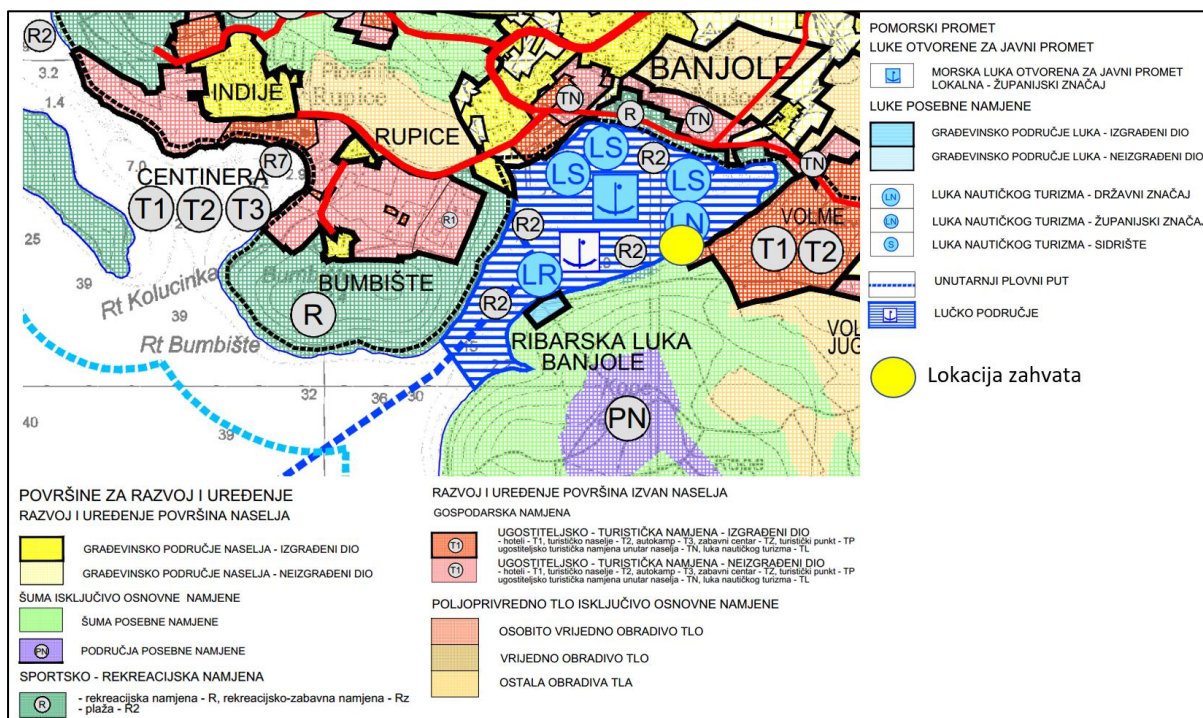 R2
3.2
1.4
INDIJE
Rupice
RUPICE
BANJOLE
TN
R
TN
TN
7.0
R7
2.9
CENTINERA
T1
T2
T3
25
39
Rt Kolucinka
39
39
Rt Bumbište
R1
BUMBIŠTE
R
R2
LS
LS
LS
R2
LN
R2
R2
LR
VOLME
T1
T2
RIBARSKA LUKA
BANJOLE
PN
VOL
JUG
15
32
36
30
40
39
POMORSKI PROMET
LUKE OTVORENE ZA JAVNI PROMET
MORSKA LUKA OTVORENA ZA JAVNI PROMET
LOKALNA - ŽUPANIJSKI ZNAČAJ
LUKE POSEBNE NAMJENE
GRAĐEVINSKO PODRUČJE LUKA - IZGRAĐENI DIO
GRAĐEVINSKO PODRUČJE LUKA - NEIZGRAĐENI DIO
LN LUKA NAUTIČKOG TURIZMA - DRŽAVNI ZNAČAJ
LN LUKA NAUTIČKOG TURIZMA - ŽUPANIJSKI ZNAČAJ
S LUKA NAUTIČKOG TURIZMA - SIDRIŠTE
UNUTARNJI PLOVNI PUT
LUČKO PODRUČJE
Lokacija zahvata
POVRŠINE ZA RAZVOJ I UREĐENJE
RAZVOJ I UREĐENJE POVRŠINA NASELJA
GRAĐEVINSKO PODRUČJE NASELJA - IZGRAĐENI DIO
GRAĐEVINSKO PODRUČJE NASELJA - NEIZGRAĐENI DIO
ŠUMA ISKLJUČIVO OSNOVNE NAMJENE
ŠUMA POSEBNE NAMJENE
PN PODRUČJA POSEBNE NAMJENE
SPORTSKO - REKREACIJSKA NAMJENA
R - rekreacijska namjena - R, rekreacijsko-zabavna namjena - Rz
- plaža - R2
RAZVOJ I UREĐENJE POVRŠINA IZVAN NASELJA
GOSPODARSKA NAMJENA
UGOSTITELJSKO - TURISTIČKA NAMJENA - IZGRAĐENI DIO
T1 - hoteli - T1, turističko naselje - T2, autokamp - T3, zabavni centar - TZ, turistički punkt - TP
ugostiteljsko turistička namjena unutar naselja - TN, luka nautičkog turizma - TL
UGOSTITELJSKO - TURISTIČKA NAMJENA - NEIZGRAĐENI DIO
T1 - hoteli - T1, turističko naselje - T2, autokamp - T3, zabavni centar - TZ, turistički punkt - TP
ugostiteljsko turistička namjena unutar naselja - TN, luka nautičkog turizma - TL
POLJOPRIVREDNO TLO ISKLJUČIVO OSNOVNE NAMJENE
OSOBITO VRIJEDNO OBRADIVO TLO
VRIJEDNO OBRADIVO TLO
OSTALA OBRADIVA TLA